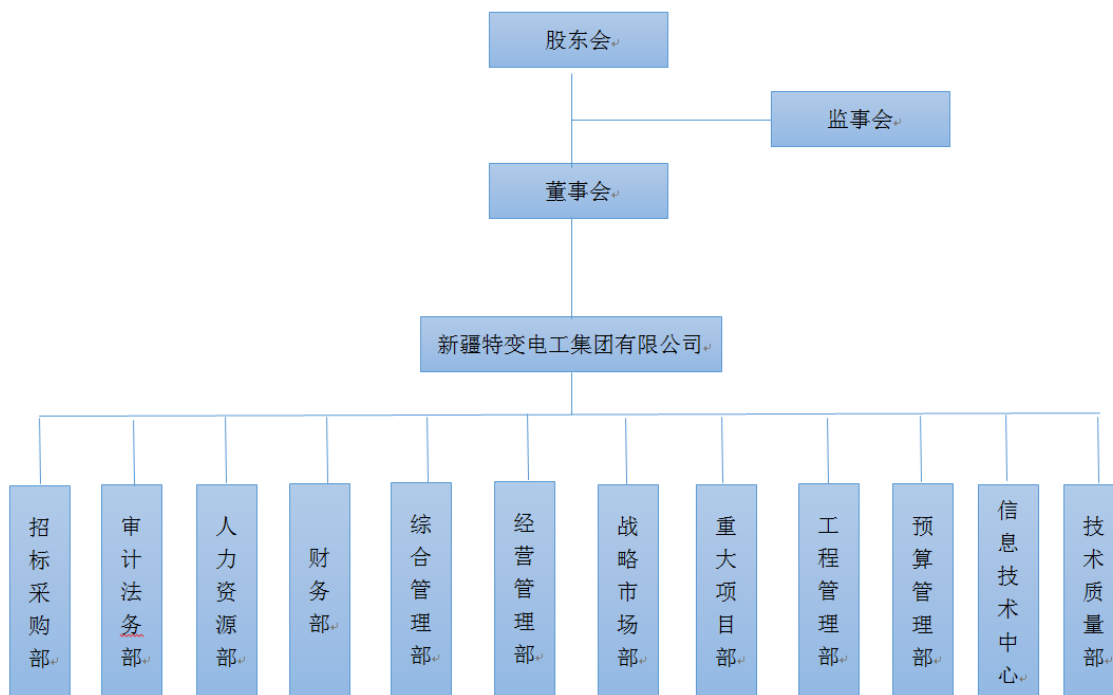 股东会
监事会
董事会
新疆特变电工集团有限公司
招标采购部
审计法务部
人力资源部
财务部
综合管理部
经营管理部
战略市场部
重大项目部
工程管理部
预算管理部
信息技术中心
技术质量部